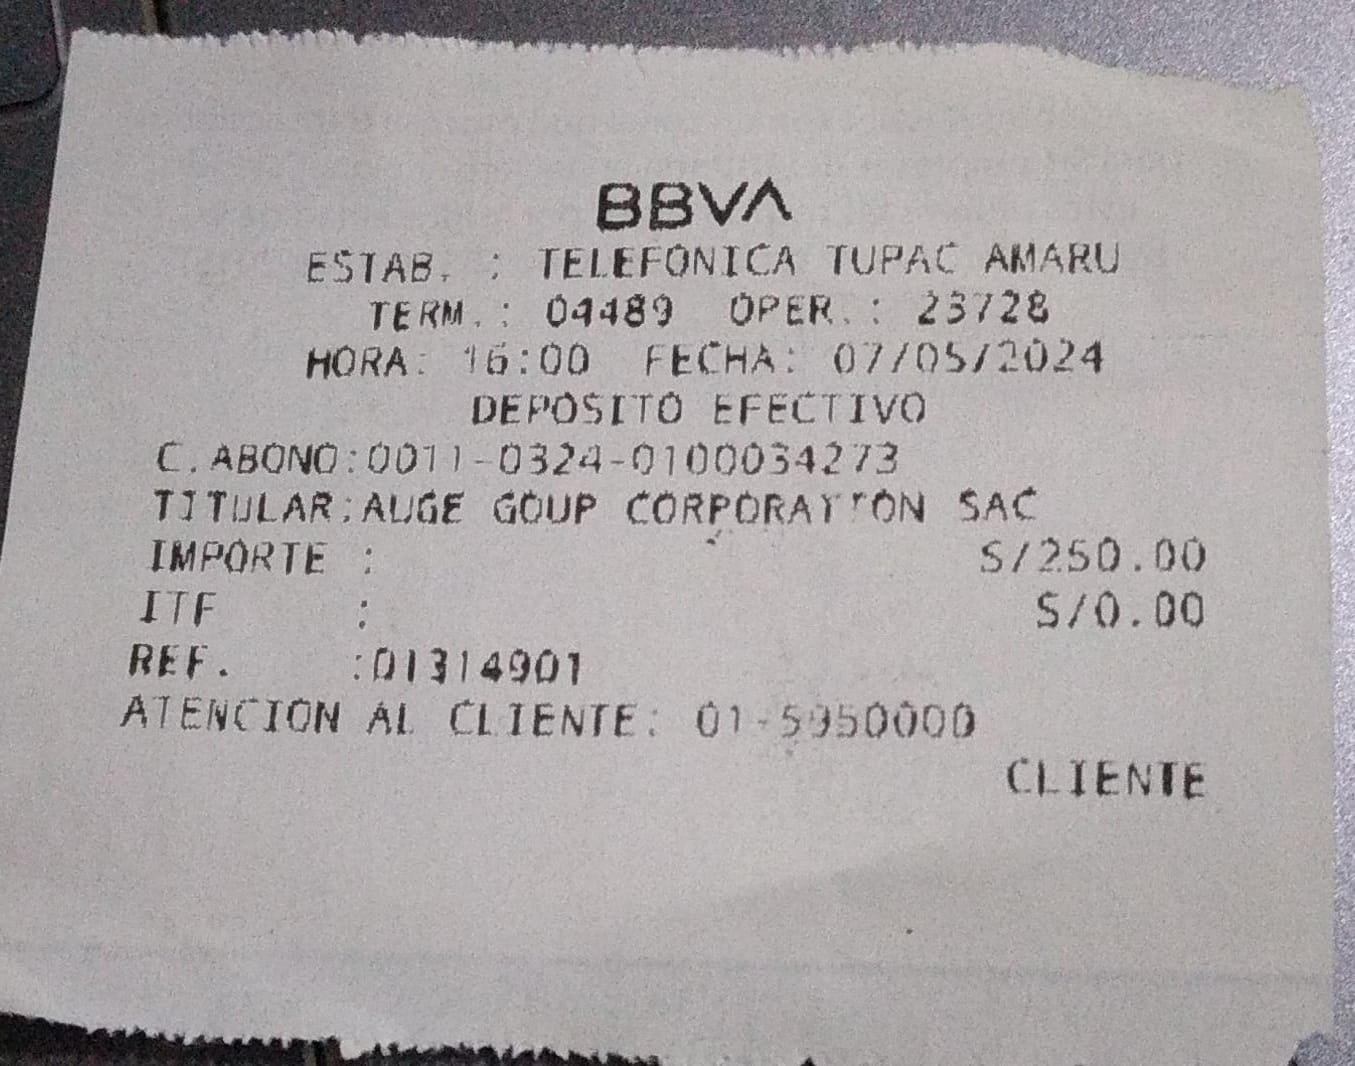 BBVA
ESTAB. : TELEFONICA TUPAC AMARU
TERM. : 04489 OPER. : 23728
HORA: 16:00 FECHA: 07/05/2024
DEPOSITO EFECTIVO
C. ABONO:0011-0324-0100034273
TITULAR:AUGE GOUP CORPORATION SAC
IMPORTE : S/250.00
ITF : S/0.00
REF. :01314901
ATENCION AL CLIENTE: 01-5950000
CLIENTE